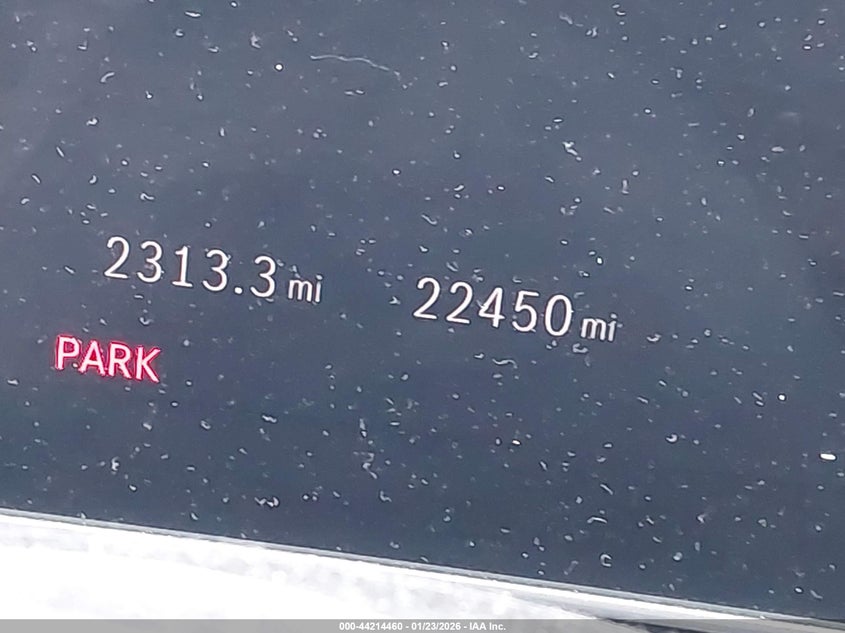 2313.3 mi 22450 mi
PARK
000-44214460 - 01/23/2026 - IAA Inc.